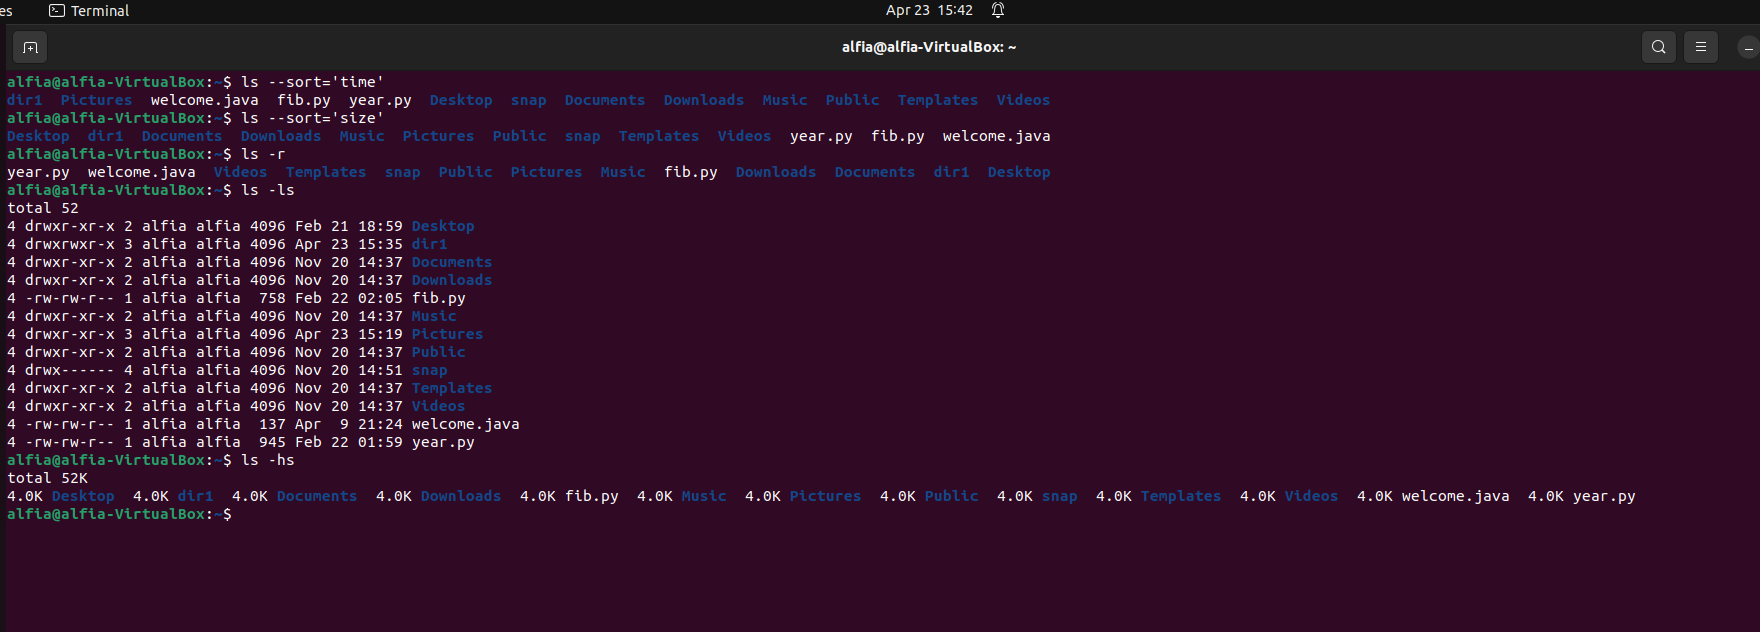 es Terminal Apr 23 15:42
alfia@alfia-VirtualBox: ~
alfia@alfia-VirtualBox:~$ ls --sort='time'
dir1  Pictures  welcome.java  fib.py  year.py  Desktop  snap  Documents  Downloads  Music  Public  Templates  Videos
alfia@alfia-VirtualBox:~$ ls --sort='size'
Desktop  dir1  Documents  Downloads  Music  Pictures  Public  snap  Templates  Videos  year.py  fib.py  welcome.java
alfia@alfia-VirtualBox:~$ ls -r
year.py  welcome.java  Videos  Templates  snap  Public  Pictures  Music  fib.py  Downloads  Documents  dir1  Desktop
alfia@alfia-VirtualBox:~$ ls -ls
total 52
4 drwxr-xr-x 2 alfia alfia 4096 Feb 21 18:59 Desktop
4 drwxrwxr-x 3 alfia alfia 4096 Apr 23 15:35 dir1
4 drwxr-xr-x 2 alfia alfia 4096 Nov 20 14:37 Documents
4 drwxr-xr-x 2 alfia alfia 4096 Nov 20 14:37 Downloads
4 -rw-rw-r-- 1 alfia alfia  758 Feb 22 02:05 fib.py
4 drwxr-xr-x 2 alfia alfia 4096 Nov 20 14:37 Music
4 drwxr-xr-x 3 alfia alfia 4096 Apr 23 15:19 Pictures
4 drwxr-xr-x 2 alfia alfia 4096 Nov 20 14:37 Public
4 drwx------ 4 alfia alfia 4096 Nov 20 14:51 snap
4 drwxr-xr-x 2 alfia alfia 4096 Nov 20 14:37 Templates
4 drwxr-xr-x 2 alfia alfia 4096 Nov 20 14:37 Videos
4 -rw-rw-r-- 1 alfia alfia  137 Apr  9 21:24 welcome.java
4 -rw-rw-r-- 1 alfia alfia  945 Feb 22 01:59 year.py
alfia@alfia-VirtualBox:~$ ls -hs
total 52K
4.0K Desktop  4.0K dir1  4.0K Documents  4.0K Downloads  4.0K fib.py  4.0K Music  4.0K Pictures  4.0K Public  4.0K snap  4.0K Templates  4.0K Videos  4.0K welcome.java  4.0K year.py
alfia@alfia-VirtualBox:~$